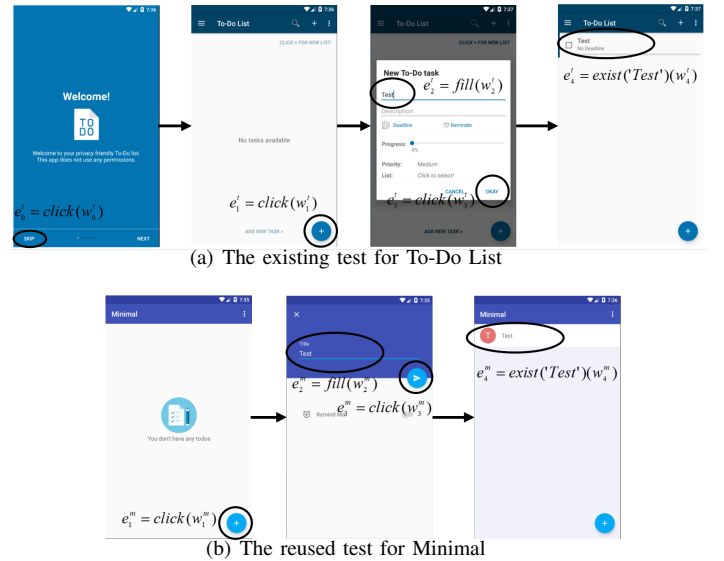 7:36
Welcome!
TO
DO
Welcome to your privacy friendly To-Do list.
This app does not use any permissions.
e_0^t = click(w_0^t)
SKIP
NEXT
7:36
To-Do List
CLICK + FOR NEW LIST
No tasks available
e_1^t = click(w_1^t)
ADD NEW TASK »
+
7:37
To-Do List
CLICK + FOR NEW LIST
New To-Do task
e_2^t = fill(w_2^t)
Test
Description
Deadline
Reminder
Progress:
0%
Priority: Medium
List: Click to select!
CANCEL OKAY
e_3^t = click(w_3^t)
ADD NEW TASK »
7:37
To-Do List
Test
No Deadline
e_4^t = exist('Test')(w_4^t)
+
(a) The existing test for To-Do List
7:35
Minimal
You don't have any todos
e_1^m = click(w_1^m)
+
7:35
×
Title
Test
e_2^m = fill(w_2^m)
e_3^m = click(w_3^m)
Remind Me
7:36
Minimal
T Test
e_4^m = exist('Test')(w_4^m)
+
(b) The reused test for Minimal